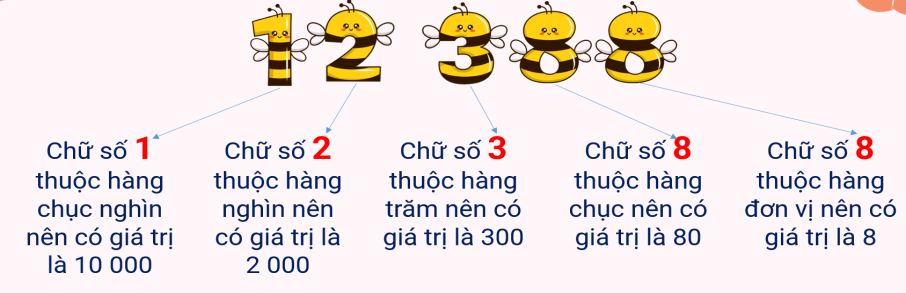 12 388
Chữ số 1
thuộc hàng
chục nghìn
nên có giá trị
là 10 000
Chữ số 2
thuộc hàng
nghìn nên
có giá trị là
2 000
Chữ số 3
thuộc hàng
trăm nên có
giá trị là 300
Chữ số 8
thuộc hàng
chục nên có
giá trị là 80
Chữ số 8
thuộc hàng
đơn vị nên có
giá trị là 8